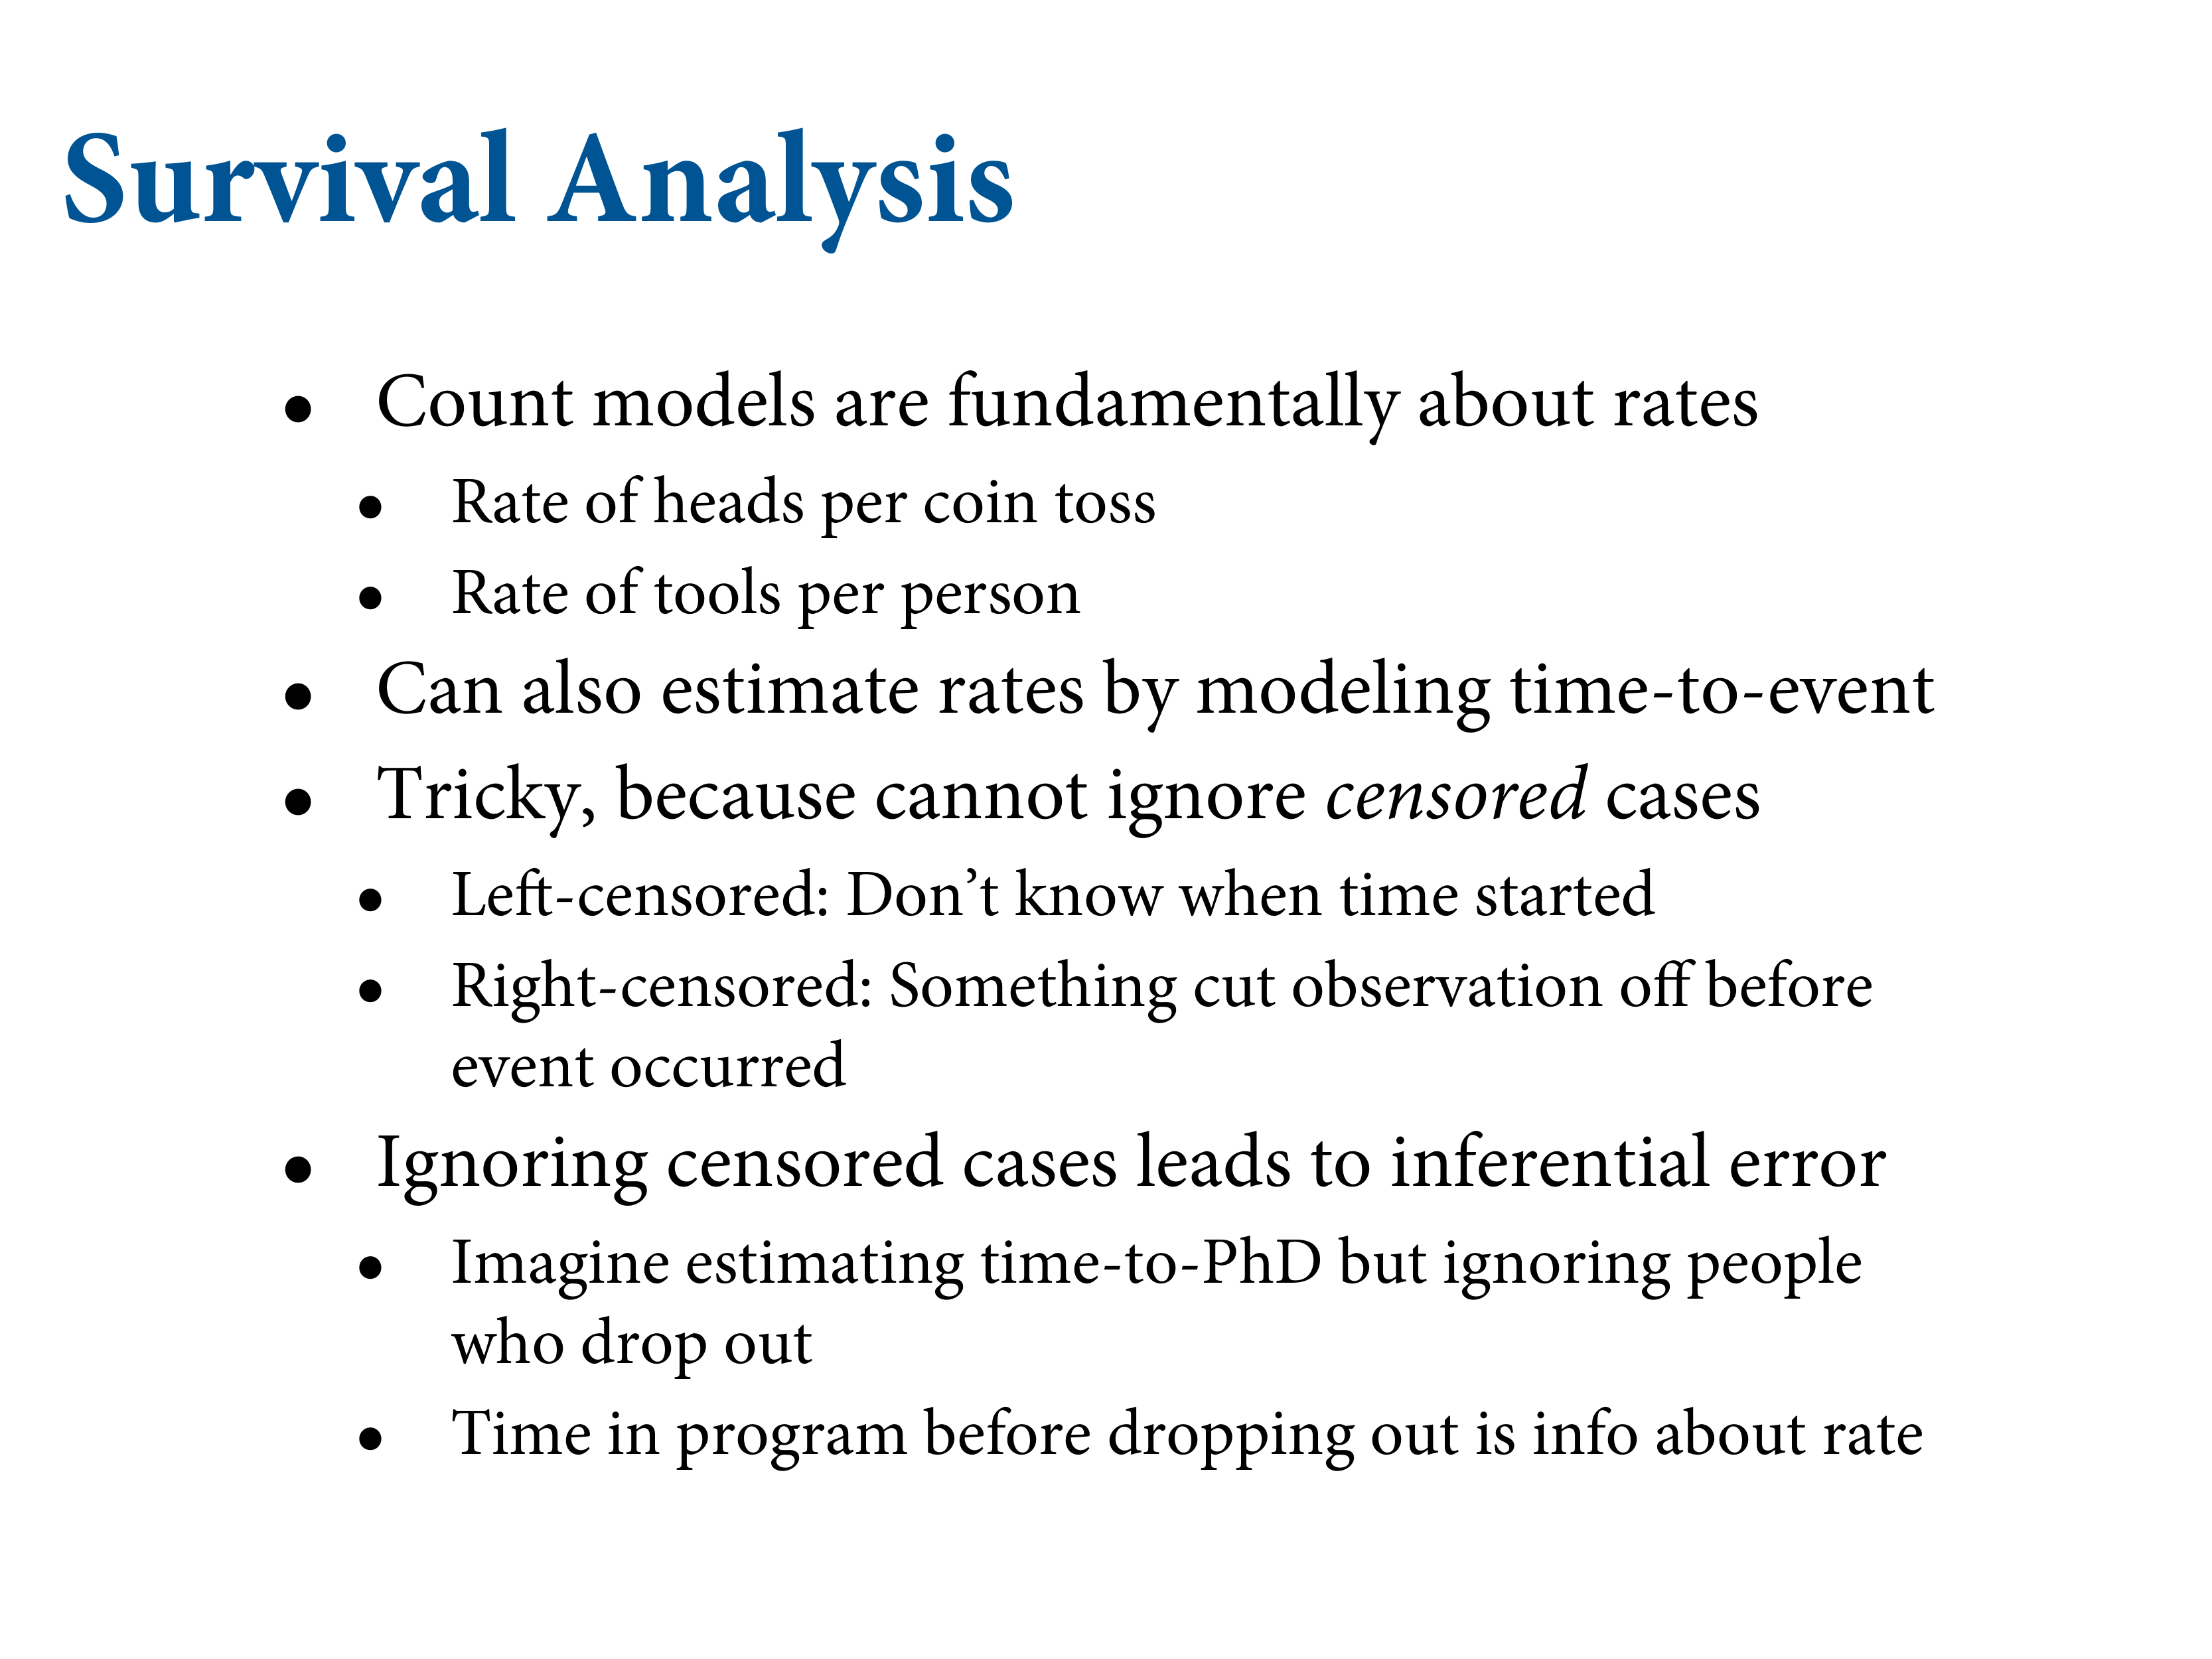 Survival Analysis
• Count models are fundamentally about rates
• Rate of heads per coin toss
• Rate of tools per person
• Can also estimate rates by modeling time-to-event
• Tricky, because cannot ignore censored cases
• Left-censored: Don’t know when time started
• Right-censored: Something cut observation off before
event occurred
• Ignoring censored cases leads to inferential error
• Imagine estimating time-to-PhD but ignoring people
who drop out
• Time in program before dropping out is info about rate